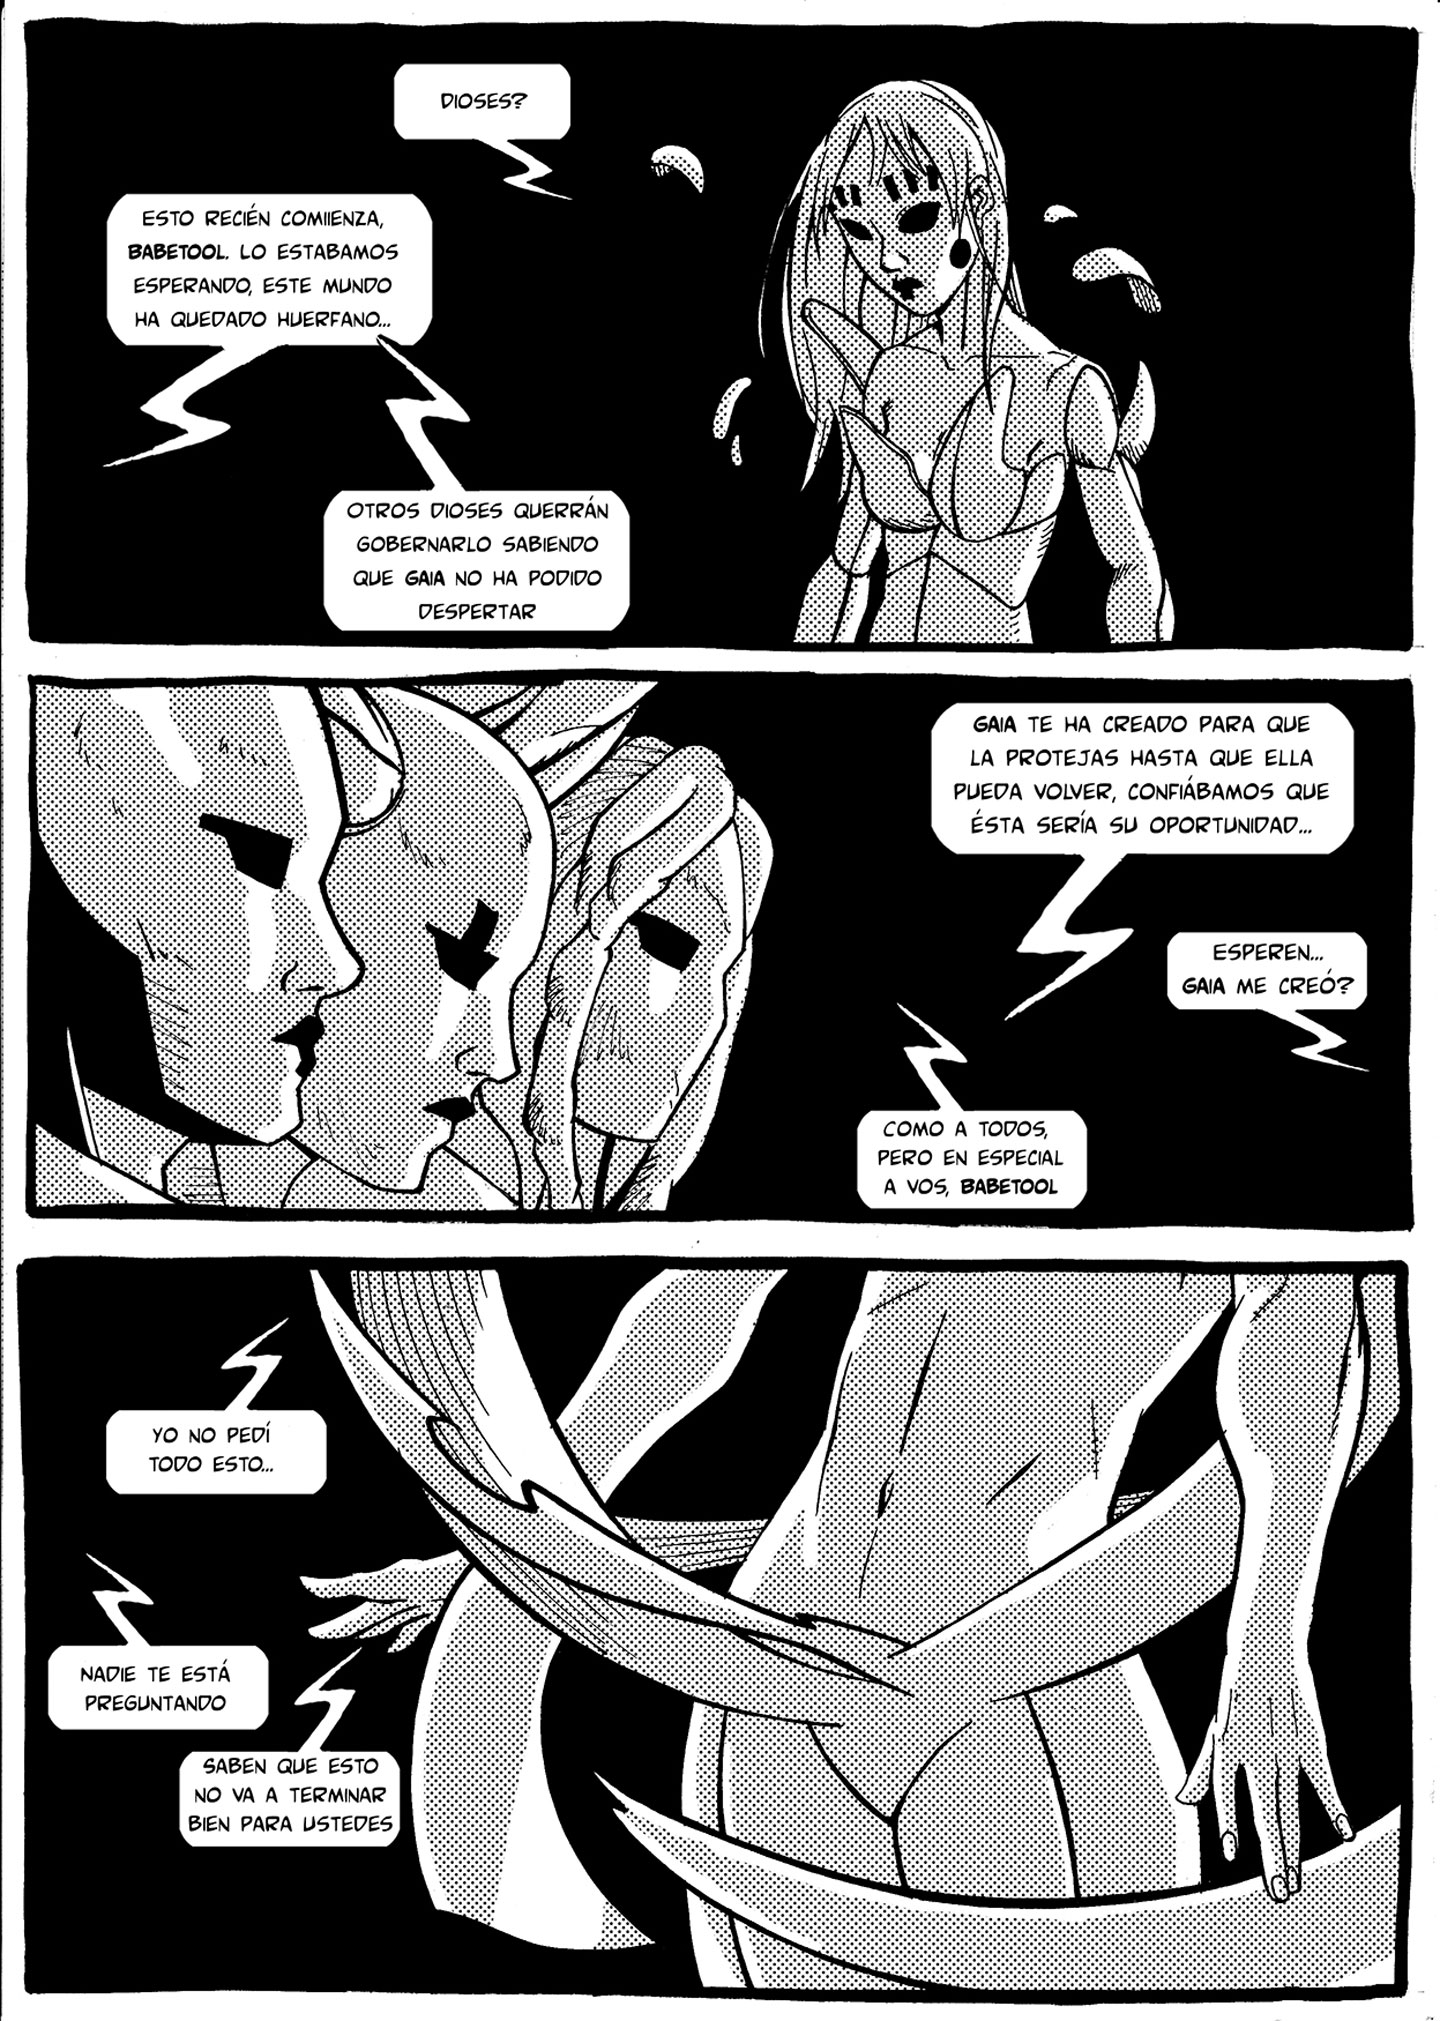 DIOSES?
ESTO RECIÉN COMIIENZA,
BABETOOL. LO ESTABAMOS
ESPERANDO, ESTE MUNDO
HA QUEDADO HUERFANO...
OTROS DIOSES QUERRÁN
GOBERNARLO SABIENDO
QUE GAIA NO HA PODIDO
DESPERTAR
GAIA TE HA CREADO PARA QUE
LA PROTEJAS HASTA QUE ELLA
PUEDA VOLVER, CONFIÁBAMOS QUE
ÉSTA SERÍA SU OPORTUNIDAD...
ESPEREN...
GAIA ME CREÓ?
COMO A TODOS,
PERO EN ESPECIAL
A VOS, BABETOOL
YO NO PEDÍ
TODO ESTO...
NADIE TE ESTÁ
PREGUNTANDO
SABEN QUE ESTO
NO VA A TERMINAR
BIEN PARA USTEDES